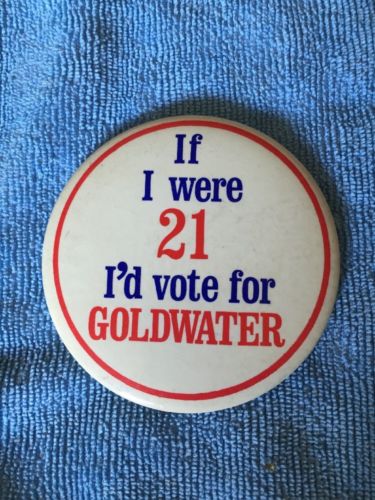 If
I were
21
I'd vote for
GOLDWATER